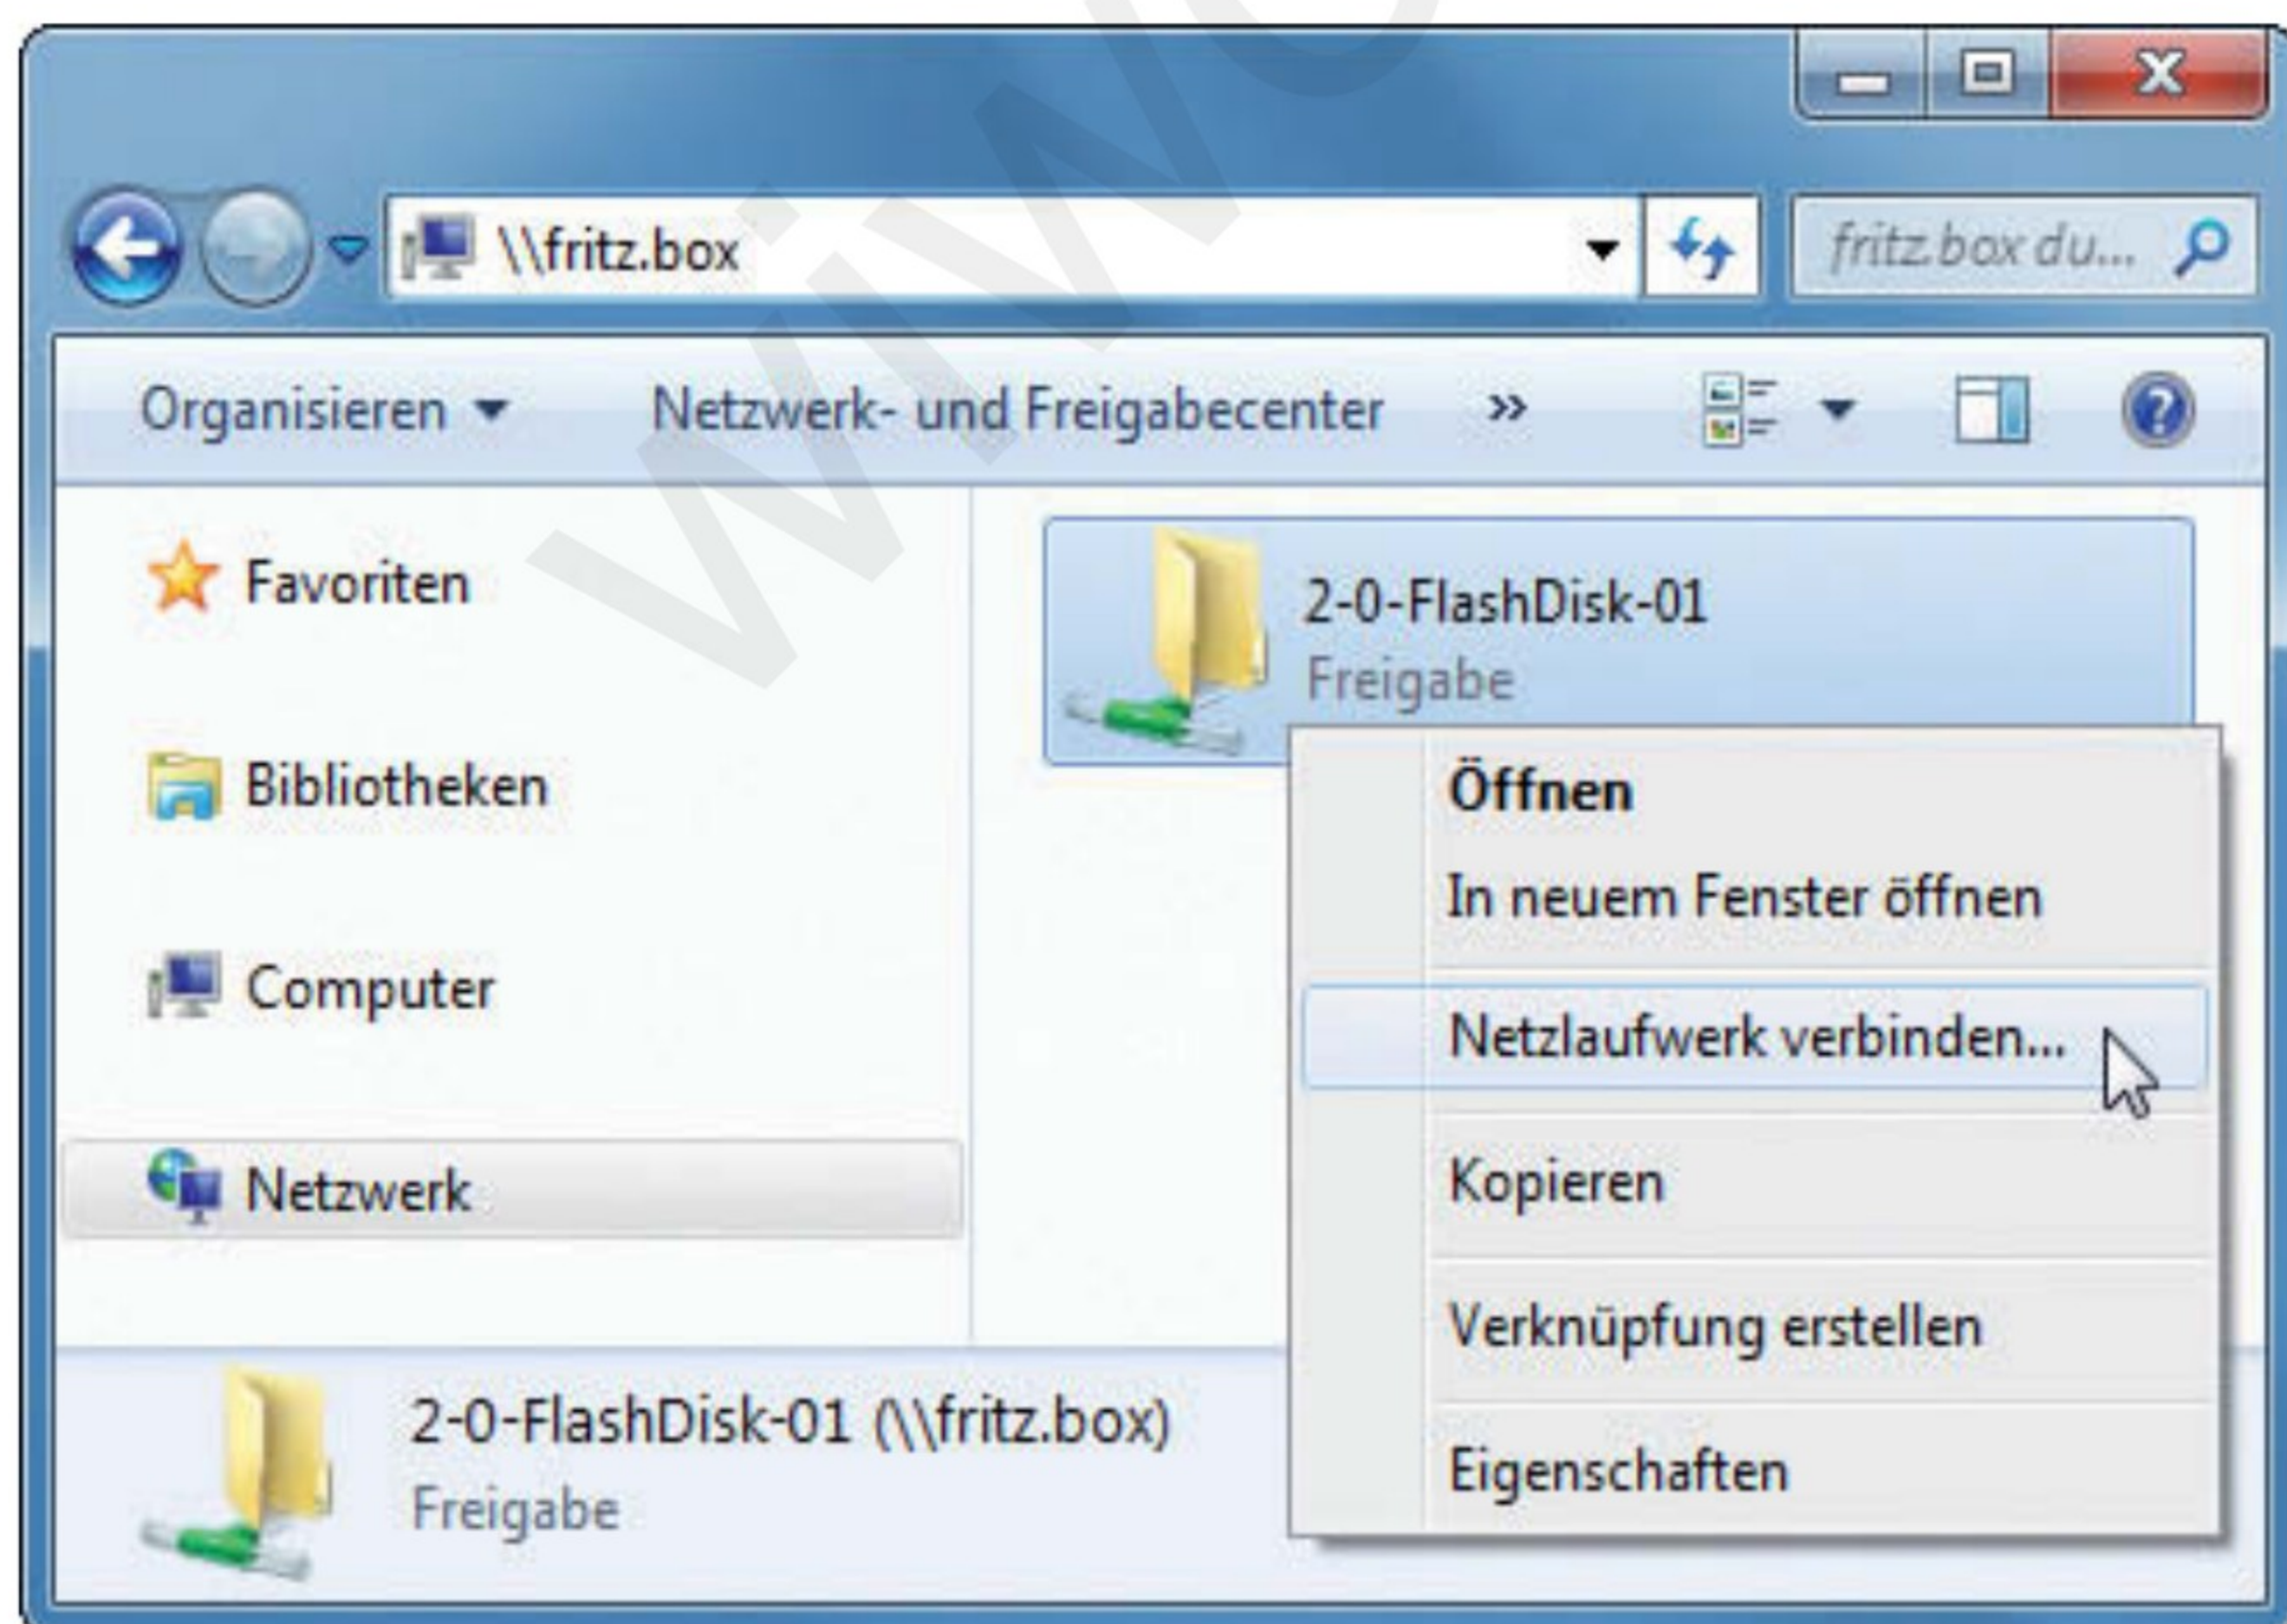 \\fritz.box
fritz.box du...
Organisieren
Netzwerk- und Freigabecenter
»
Favoriten
Bibliotheken
Computer
Netzwerk
2-0-FlashDisk-01
Freigabe
Öffnen
In neuem Fenster öffnen
Netzlaufwerk verbinden...
Kopieren
Verknüpfung erstellen
Eigenschaften
2-0-FlashDisk-01 (\\fritz.box)
Freigabe